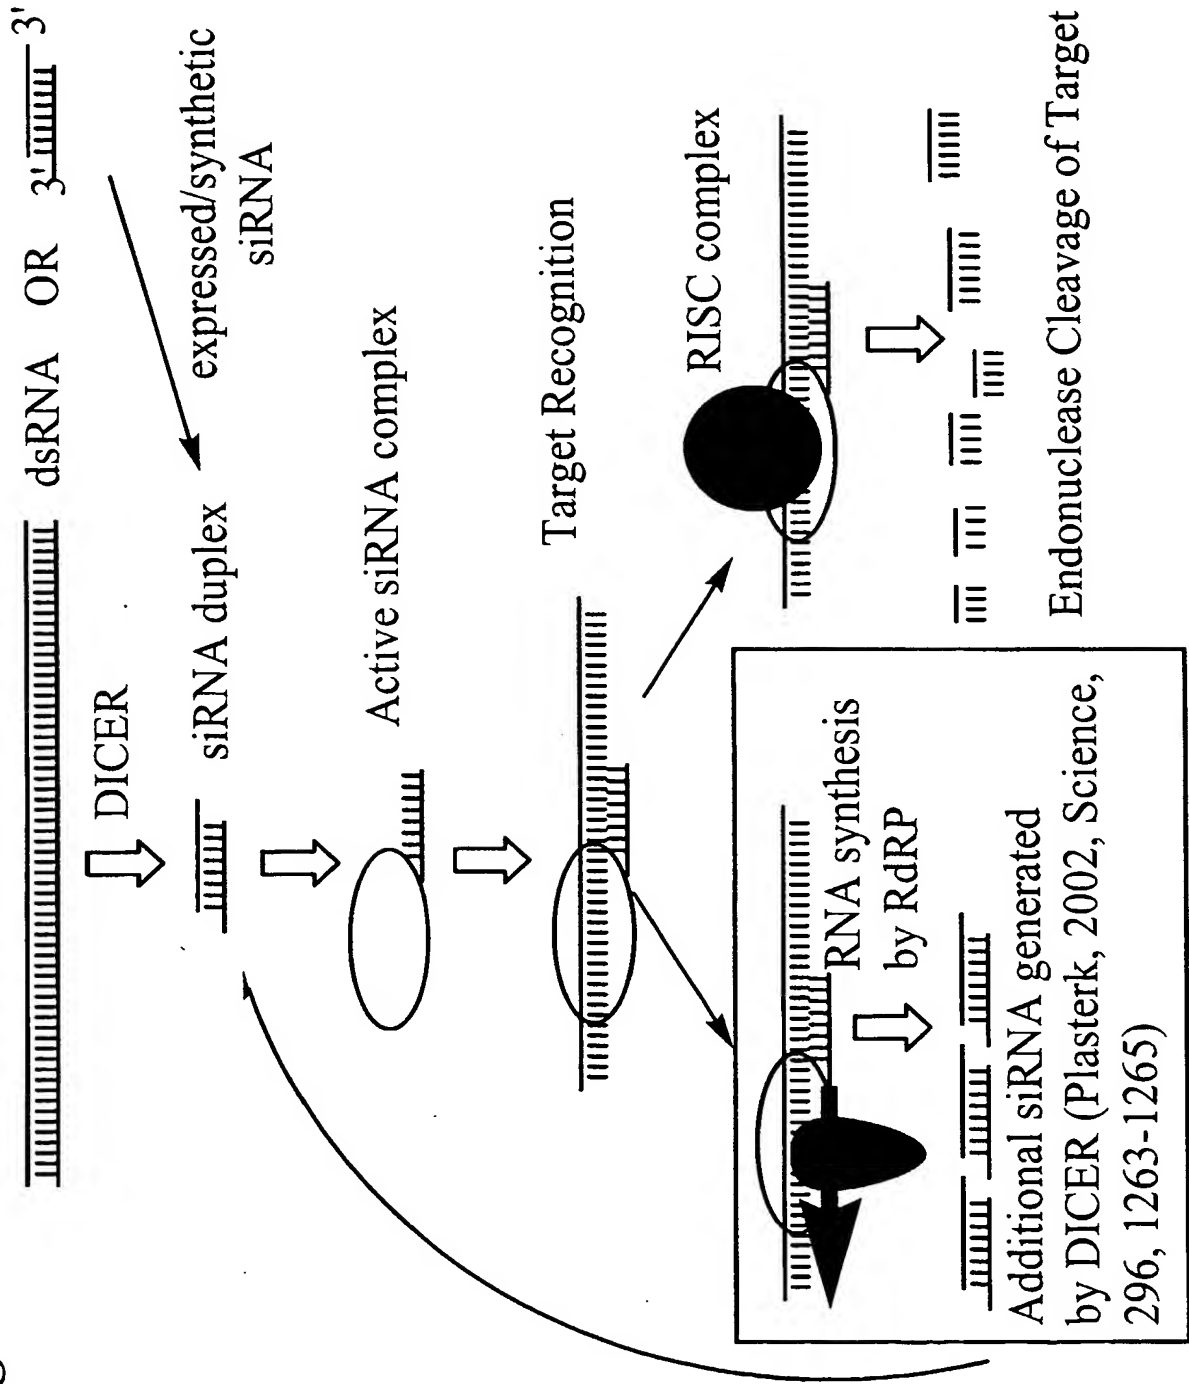 dsRNA OR 3' 3'
DICER
expressed/synthetic
siRNA
siRNA duplex
Active siRNA complex
Target Recognition
RISC complex
RNA synthesis
by RdRP
Additional siRNA generated
by DICER (Plasterk, 2002, Science,
296, 1263-1265)
Endonuclease Cleavage of Target